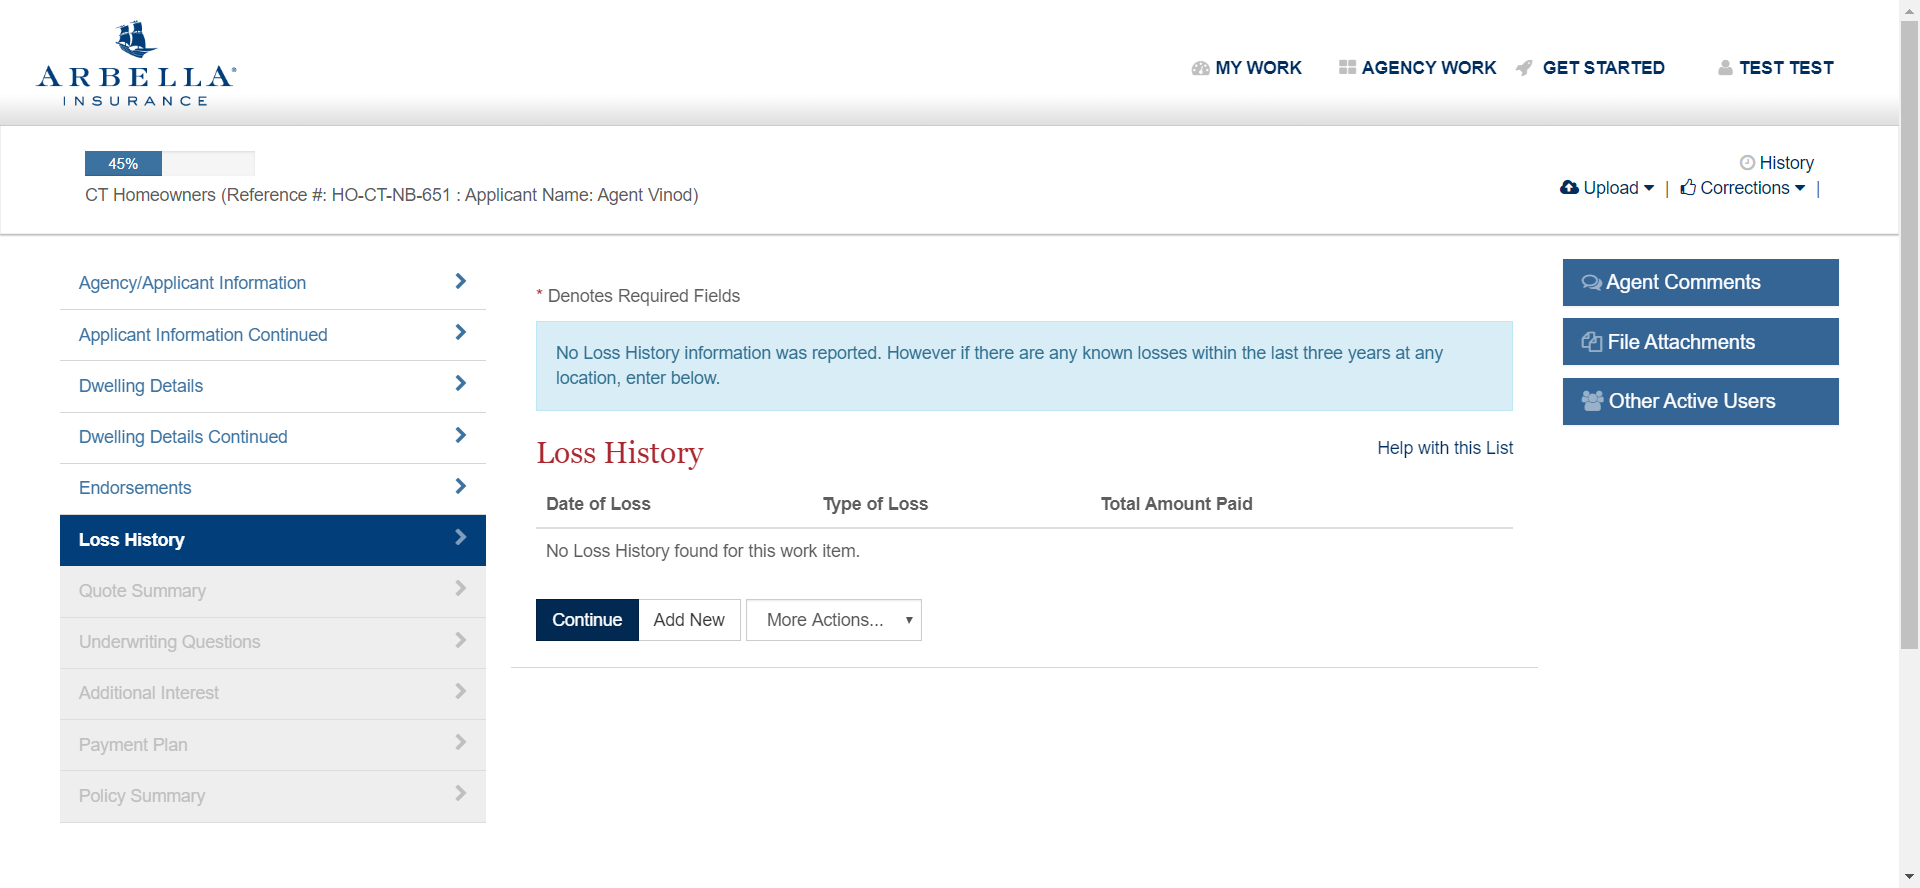 ARBELLA®
INSURANCE
MY WORK
AGENCY WORK
GET STARTED
TEST TEST
45%
CT Homeowners (Reference #: HO-CT-NB-651 : Applicant Name: Agent Vinod)
History
Upload | Corrections |
Agency/Applicant Information
Applicant Information Continued
Dwelling Details
Dwelling Details Continued
Endorsements
Loss History
Quote Summary
Underwriting Questions
Additional Interest
Payment Plan
Policy Summary
* Denotes Required Fields
No Loss History information was reported. However if there are any known losses within the last three years at any
location, enter below.
Loss History
Help with this List
Date of Loss Type of Loss Total Amount Paid
No Loss History found for this work item.
Continue Add New More Actions...
Agent Comments
File Attachments
Other Active Users